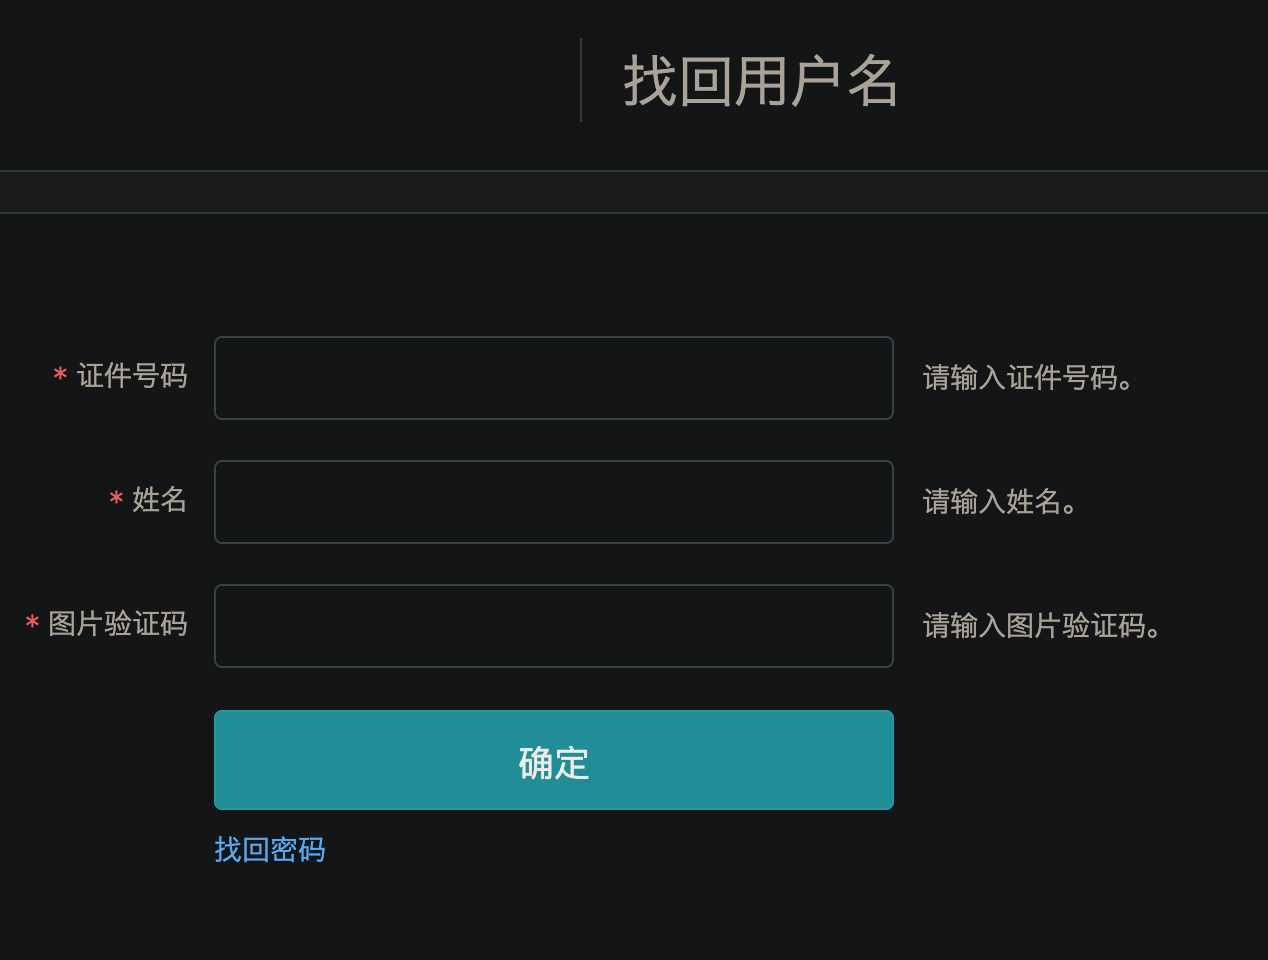 找回用户名
* 证件号码 请输入证件号码。
* 姓名 请输入姓名。
* 图片验证码 请输入图片验证码。
确定
找回密码